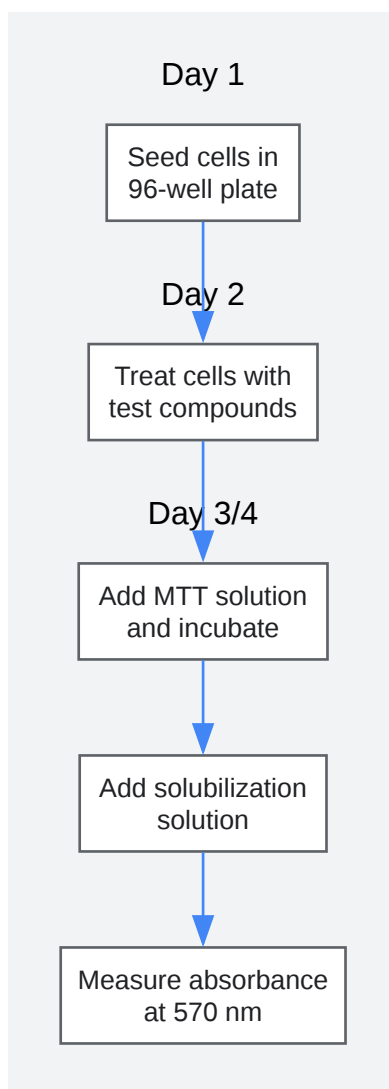 Day 1
Seed cells in
96-well plate
Day 2
Treat cells with
test compounds
Day 3/4
Add MTT solution
and incubate
Add solubilization
solution
Measure absorbance
at 570 nm